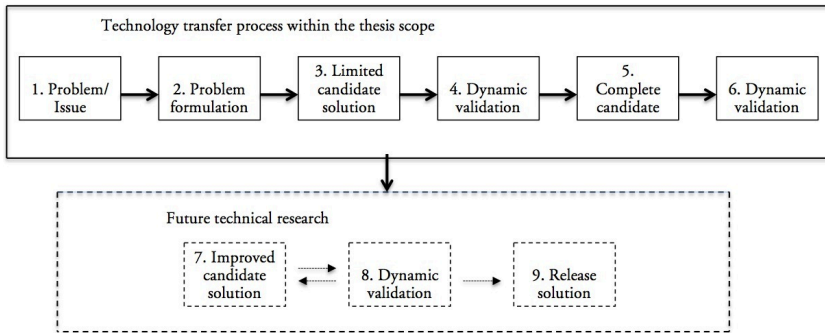 Technology transfer process within the thesis scope
1. Problem/
Issue
2. Problem
formulation
3. Limited
candidate
solution
4. Dynamic
validation
5.
Complete
candidate
6. Dynamic
validation
Future technical research
7. Improved
candidate
solution
8. Dynamic
validation
9. Release
solution